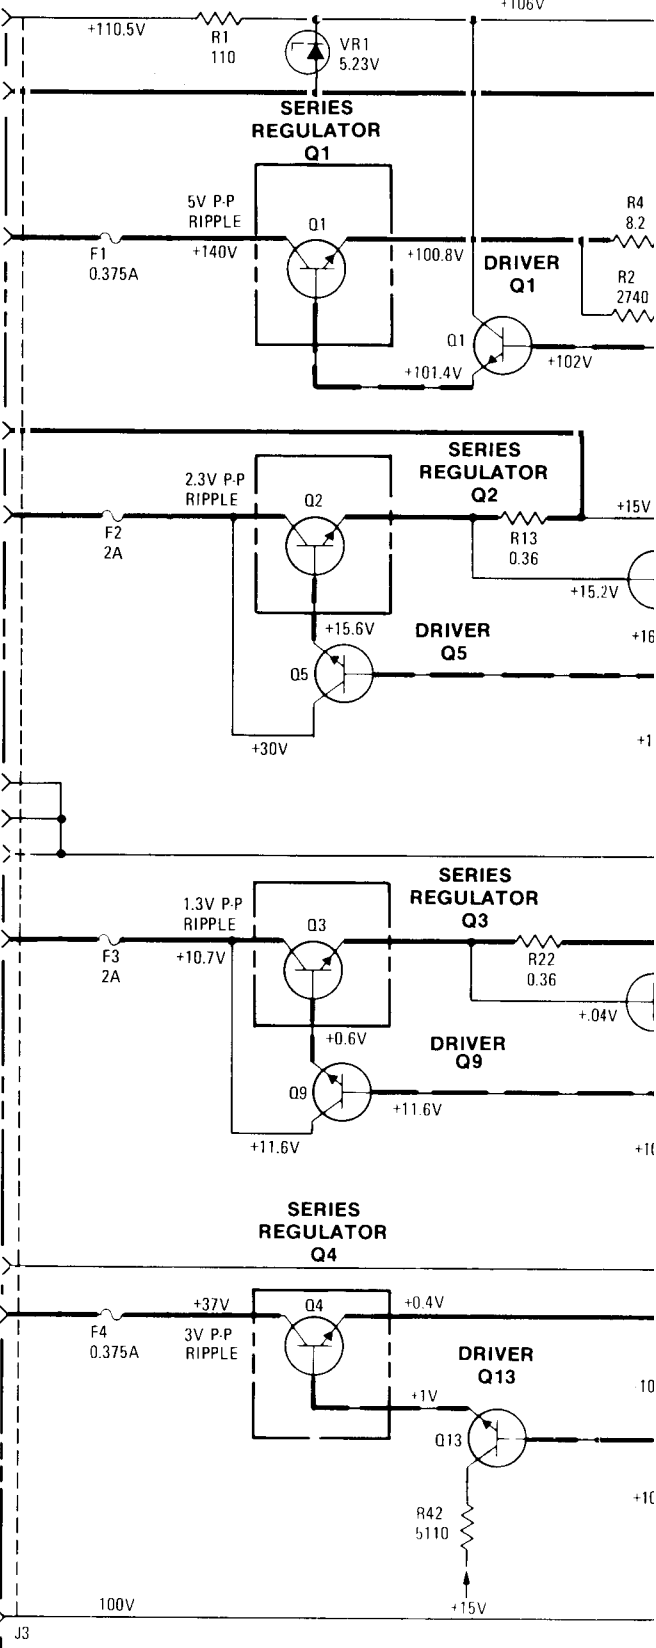 +106V
+110.5V
R1
110
VR1
5.23V
SERIES
REGULATOR
Q1
5V P-P
RIPPLE
+140V
F1
0.375A
Q1
+100.8V
R4
8.2
DRIVER
Q1
R2
2740
Q1
+102V
+101.4V
SERIES
REGULATOR
Q2
2.3V P-P
RIPPLE
F2
2A
Q2
R13
0.36
+15V
+15.2V
+15.6V
DRIVER
Q5
Q5
+30V
SERIES
REGULATOR
Q3
1.3V P-P
RIPPLE
+10.7V
F3
2A
Q3
R22
0.36
+.04V
+0.6V
DRIVER
Q9
Q9
+11.6V
+11.6V
SERIES
REGULATOR
Q4
+37V
3V P-P
RIPPLE
F4
0.375A
Q4
+0.4V
DRIVER
Q13
+1V
Q13
R42
5110
+15V
100V
J3